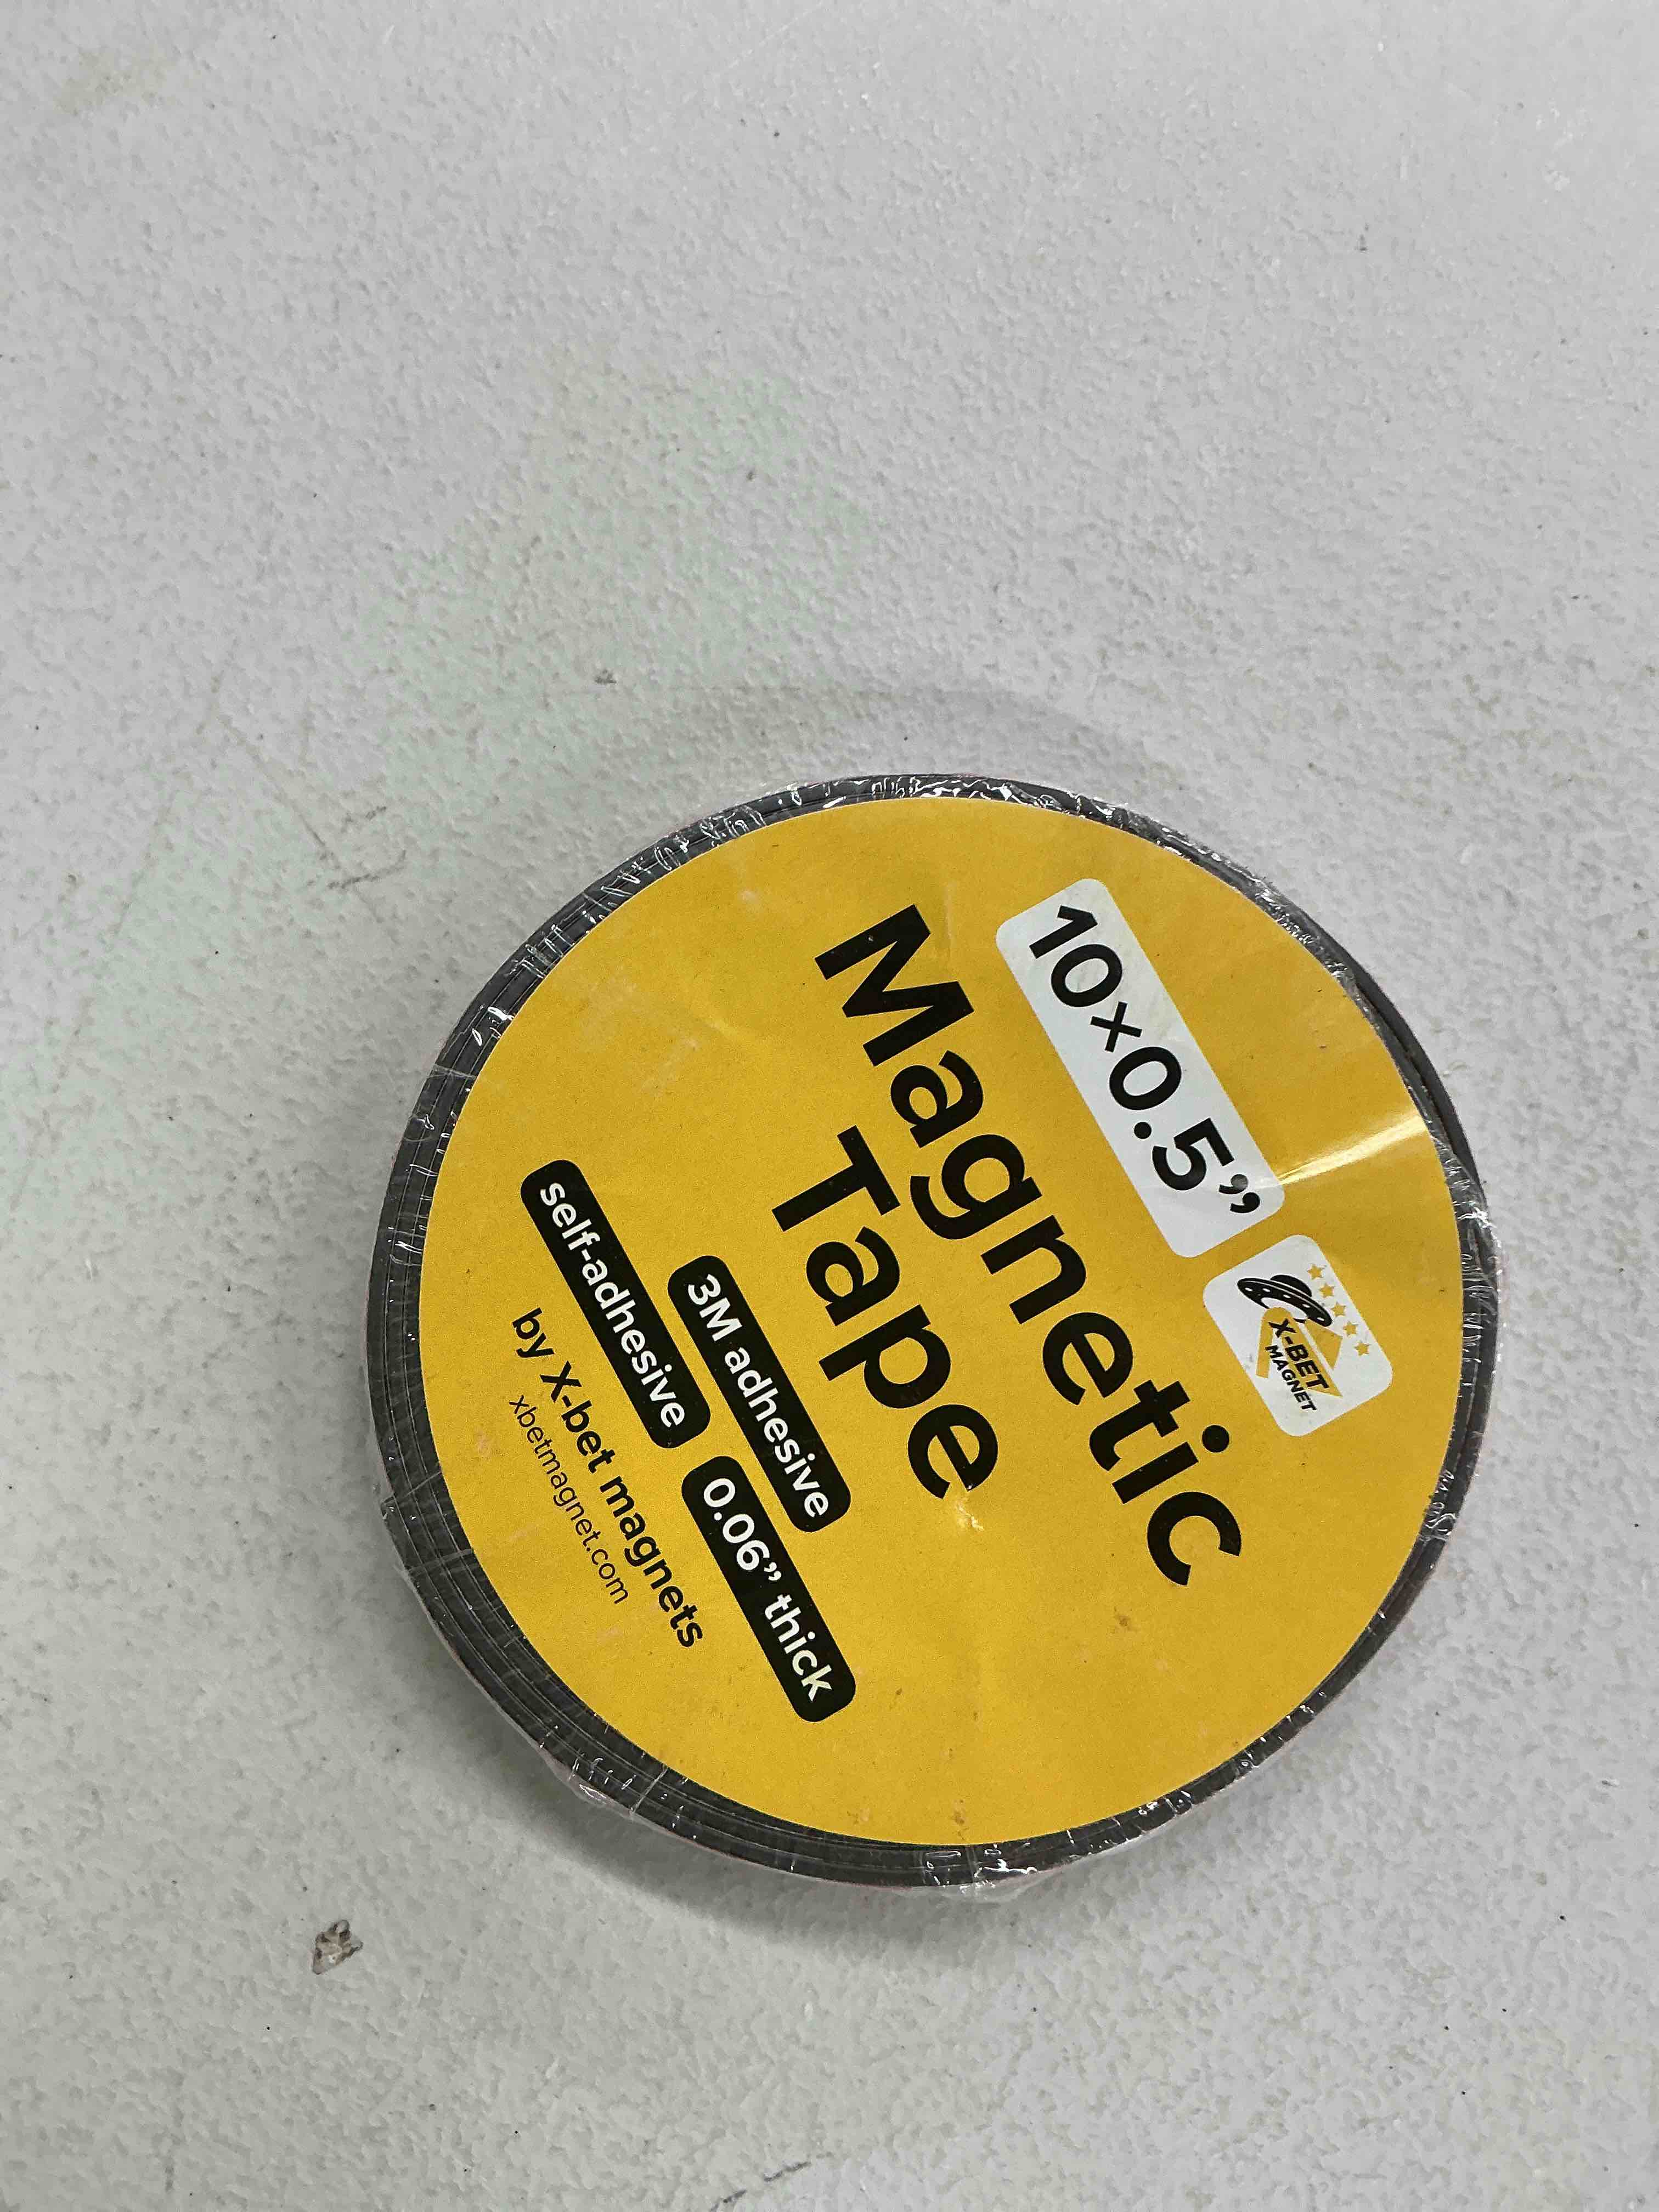 10×0.5”
X-BET
MAGNET
Magnetic
Tape
3M adhesive
self-adhesive 0.06” thick
by X-bet magnets
xbetmagnet.com